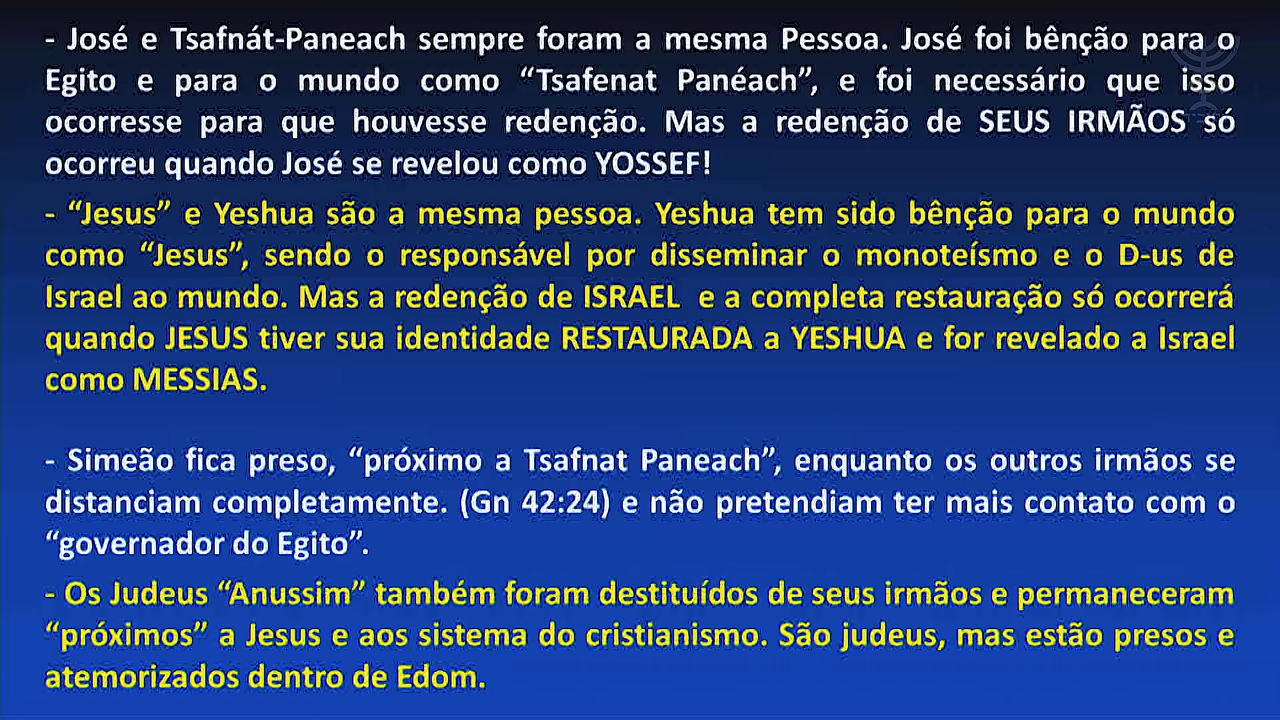 - José e Tsafnát-Paneach sempre foram a mesma Pessoa. José foi bênção para o
Egito e para o mundo como “Tsafenat Panéach”, e foi necessário que isso
ocorresse para que houvesse redenção. Mas a redenção de SEUS IRMÃOS só
ocorreu quando José se revelou como YOSSEF!
- “Jesus” e Yeshua são a mesma pessoa. Yeshua tem sido bênção para o mundo
como “Jesus”, sendo o responsável por disseminar o monoteísmo e o D-us de
Israel ao mundo. Mas a redenção de ISRAEL e a completa restauração só ocorrerá
quando JESUS tiver sua identidade RESTAURADA a YESHUA e for revelado a Israel
como MESSIAS.
- Simeão fica preso, “próximo a Tsafnat Paneach”, enquanto os outros irmãos se
distanciam completamente. (Gn 42:24) e não pretendiam ter mais contato com o
“governador do Egito”.
- Os Judeus “Anussim” também foram destituídos de seus irmãos e permaneceram
“próximos” a Jesus e aos sistema do cristianismo. São judeus, mas estão presos e
atemorizados dentro de Edom.